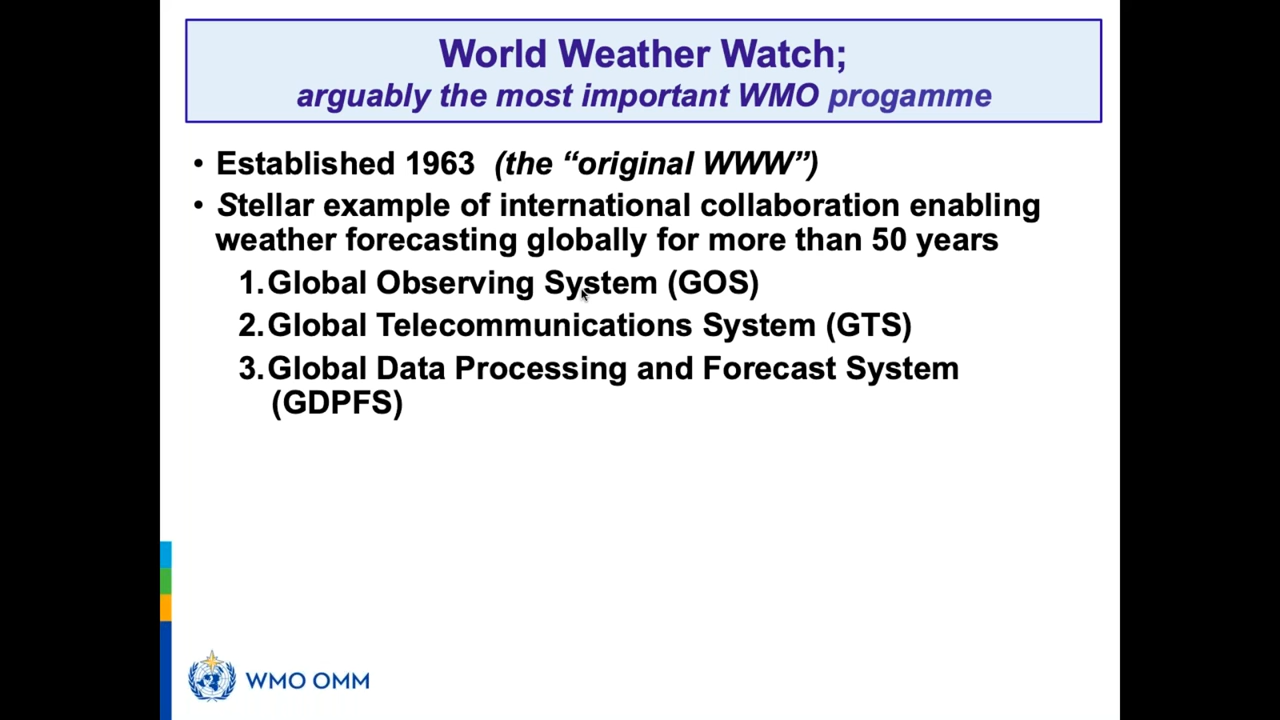 World Weather Watch;
arguably the most important WMO progamme
• Established 1963 (the “original WWW”)
• Stellar example of international collaboration enabling
weather forecasting globally for more than 50 years
1. Global Observing System (GOS)
2. Global Telecommunications System (GTS)
3. Global Data Processing and Forecast System
(GDPFS)
WMO OMM